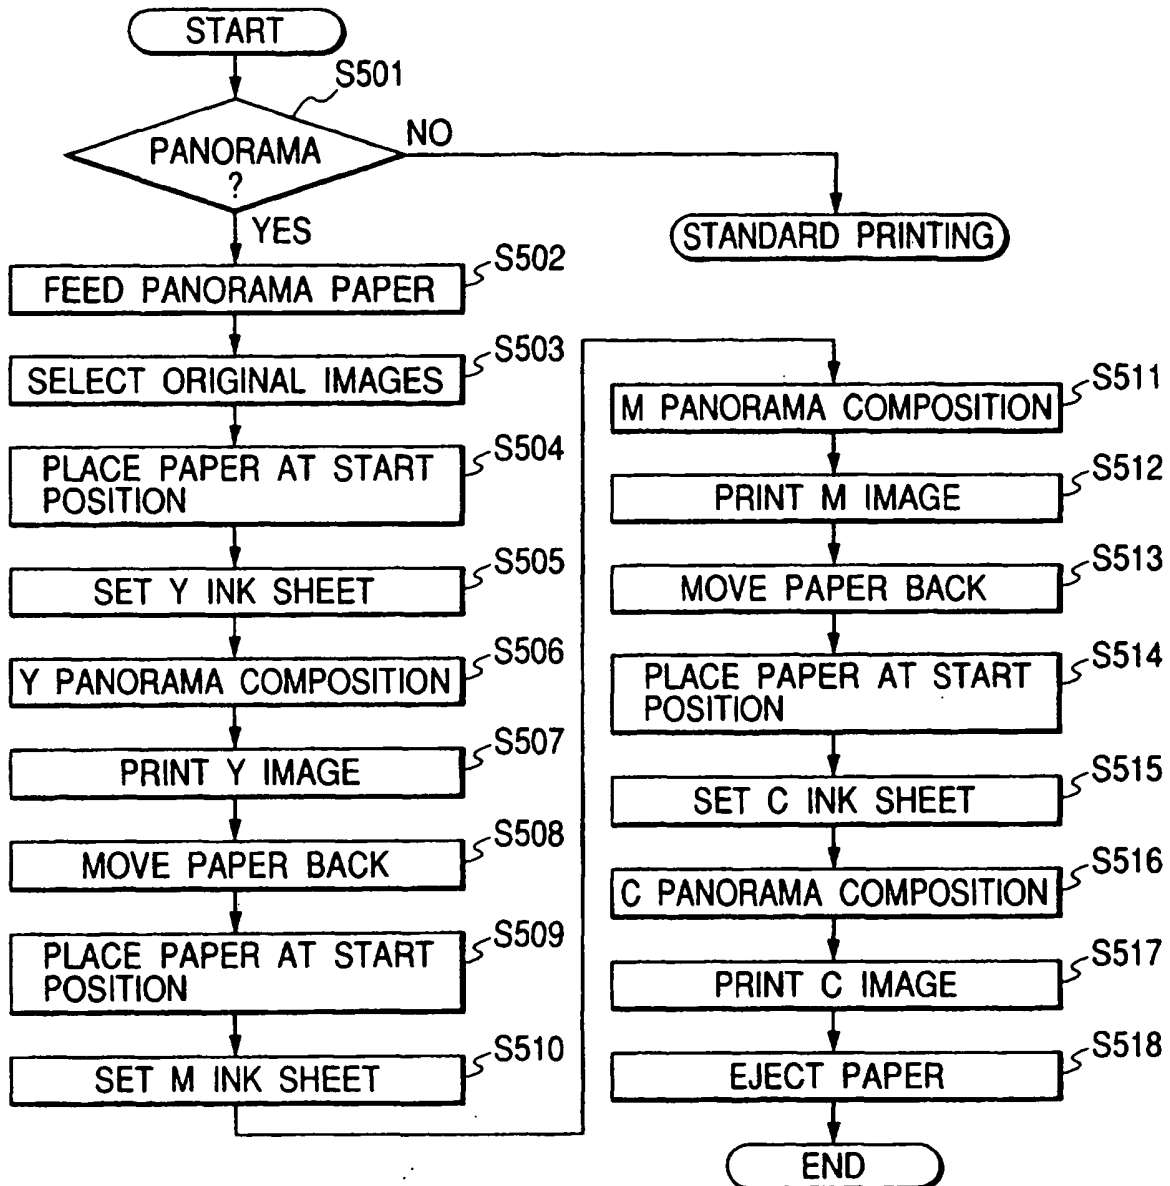 START
S501
PANORAMA
?
NO
YES
STANDARD PRINTING
S502
FEED PANORAMA PAPER
S503
SELECT ORIGINAL IMAGES
S504
PLACE PAPER AT START
POSITION
S505
SET Y INK SHEET
S506
Y PANORAMA COMPOSITION
S507
PRINT Y IMAGE
S508
MOVE PAPER BACK
S509
PLACE PAPER AT START
POSITION
S510
SET M INK SHEET
S511
M PANORAMA COMPOSITION
S512
PRINT M IMAGE
S513
MOVE PAPER BACK
S514
PLACE PAPER AT START
POSITION
S515
SET C INK SHEET
S516
C PANORAMA COMPOSITION
S517
PRINT C IMAGE
S518
EJECT PAPER
END